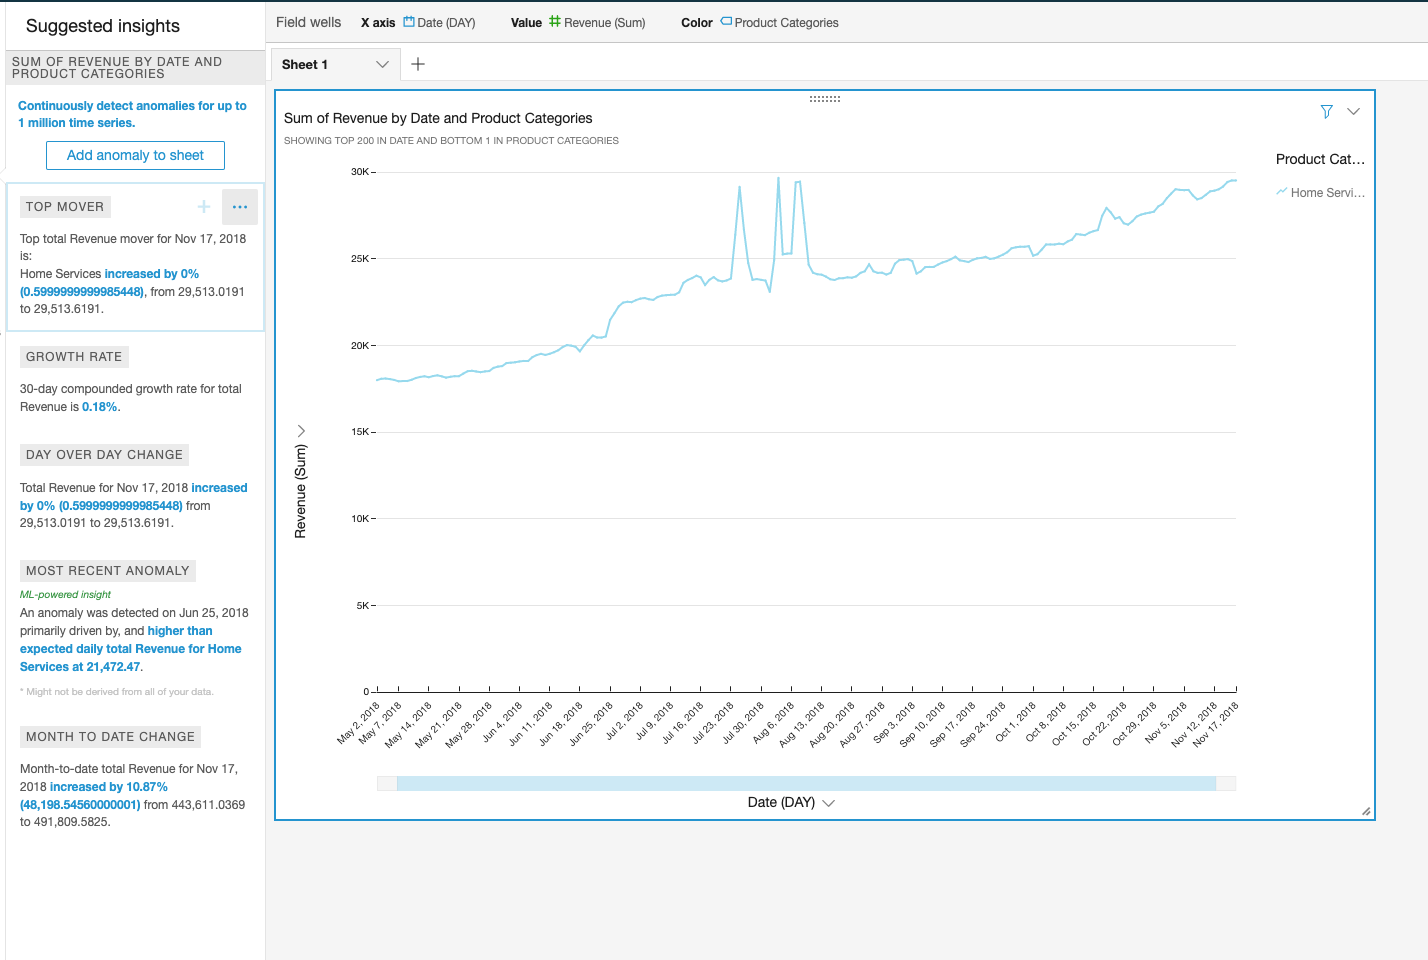 Suggested insights
SUM OF REVENUE BY DATE AND
PRODUCT CATEGORIES
Continuously detect anomalies for up to
1 million time series.
Add anomaly to sheet
TOP MOVER
Top total Revenue mover for Nov 17, 2018
is:
Home Services increased by 0%
(0.5999999999985448), from 29,513.0191
to 29,513.6191.
GROWTH RATE
30-day compounded growth rate for total
Revenue is 0.18%.
DAY OVER DAY CHANGE
Total Revenue for Nov 17, 2018 increased
by 0% (0.5999999999985448) from
29,513.0191 to 29,513.6191.
MOST RECENT ANOMALY
ML-powered insight
An anomaly was detected on Jun 25, 2018
primarily driven by, and higher than
expected daily total Revenue for Home
Services at 21,472.47.
* Might not be derived from all of your data.
MONTH TO DATE CHANGE
Month-to-date total Revenue for Nov 17,
2018 increased by 10.87%
(48,198.54560000001) from 443,611.0369
to 491,809.5825.
Field wells X axis Date (DAY) Value Revenue (Sum) Color Product Categories
Sheet 1
Sum of Revenue by Date and Product Categories
SHOWING TOP 200 IN DATE AND BOTTOM 1 IN PRODUCT CATEGORIES
Product Cat...
Home Servi...
30K
25K
20K
15K
10K
5K
0
Revenue (Sum)
May 2, 2018
May 7, 2018
May 14, 2018
May 21, 2018
May 28, 2018
Jun 4, 2018
Jun 11, 2018
Jun 18, 2018
Jun 25, 2018
Jul 2, 2018
Jul 9, 2018
Jul 16, 2018
Jul 23, 2018
Jul 30, 2018
Aug 6, 2018
Aug 13, 2018
Aug 20, 2018
Aug 27, 2018
Sep 3, 2018
Sep 10, 2018
Sep 17, 2018
Sep 24, 2018
Oct 1, 2018
Oct 8, 2018
Oct 15, 2018
Oct 22, 2018
Oct 29, 2018
Nov 5, 2018
Nov 12, 2018
Nov 17, 2018
Date (DAY)